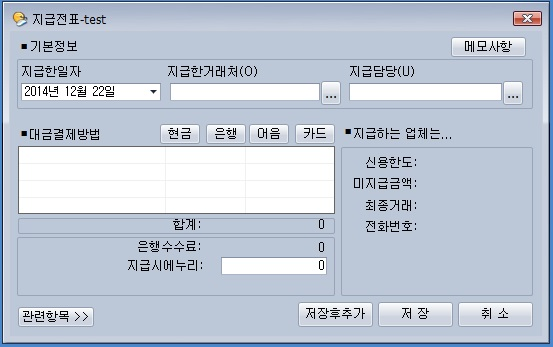 지급전표-test
■ 기본정보 메모사항
지급한일자 지급한거래처(O) 지급담당(U)
2014년 12월 22일 ... ...
■대금결제방법 현금 은행 어음 카드 ■지급하는 업체는...
신용한도:
미지급금액:
최종거래:
전화번호:
합계: 0
은행수수료: 0
지급시에누리: 0
관련항목 >> 저장후추가 저 장 취 소